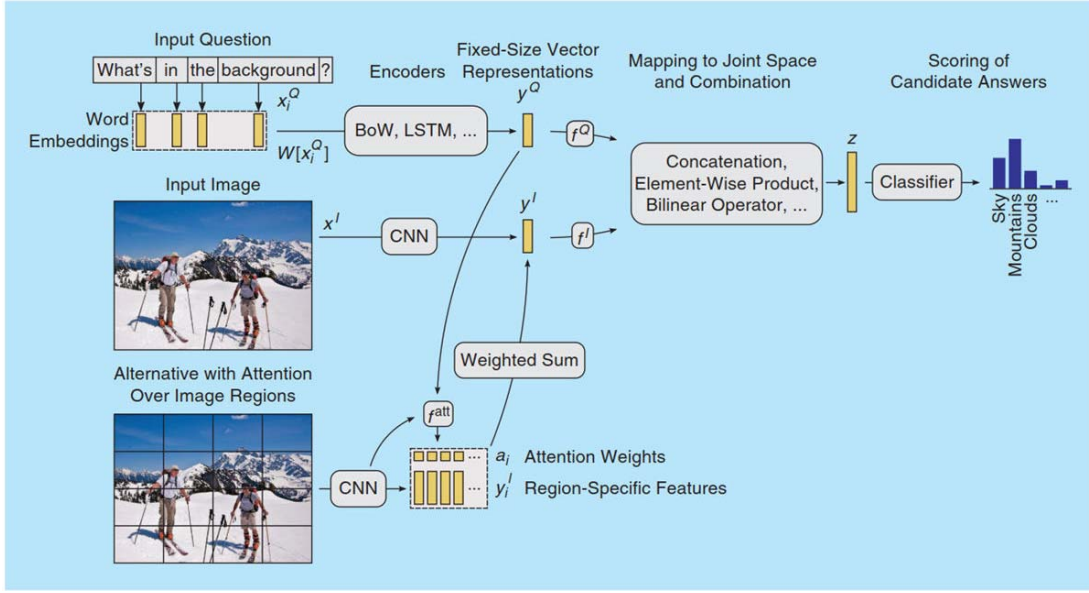 Input Question
What's in the background ?
Word
Embeddings
x_i^Q
W[x_i^Q]
Encoders
BoW, LSTM, ...
Fixed-Size Vector
Representations
y^Q
f^Q
Mapping to Joint Space
and Combination
Concatenation,
Element-Wise Product,
Bilinear Operator, ...
z
Scoring of
Candidate Answers
Classifier
Sky
Mountains
Clouds
...
Input Image
x^I
CNN
y^I
f^I
Weighted Sum
Alternative with Attention
Over Image Regions
CNN
f^att
... a_i Attention Weights
... y_i^I Region-Specific Features